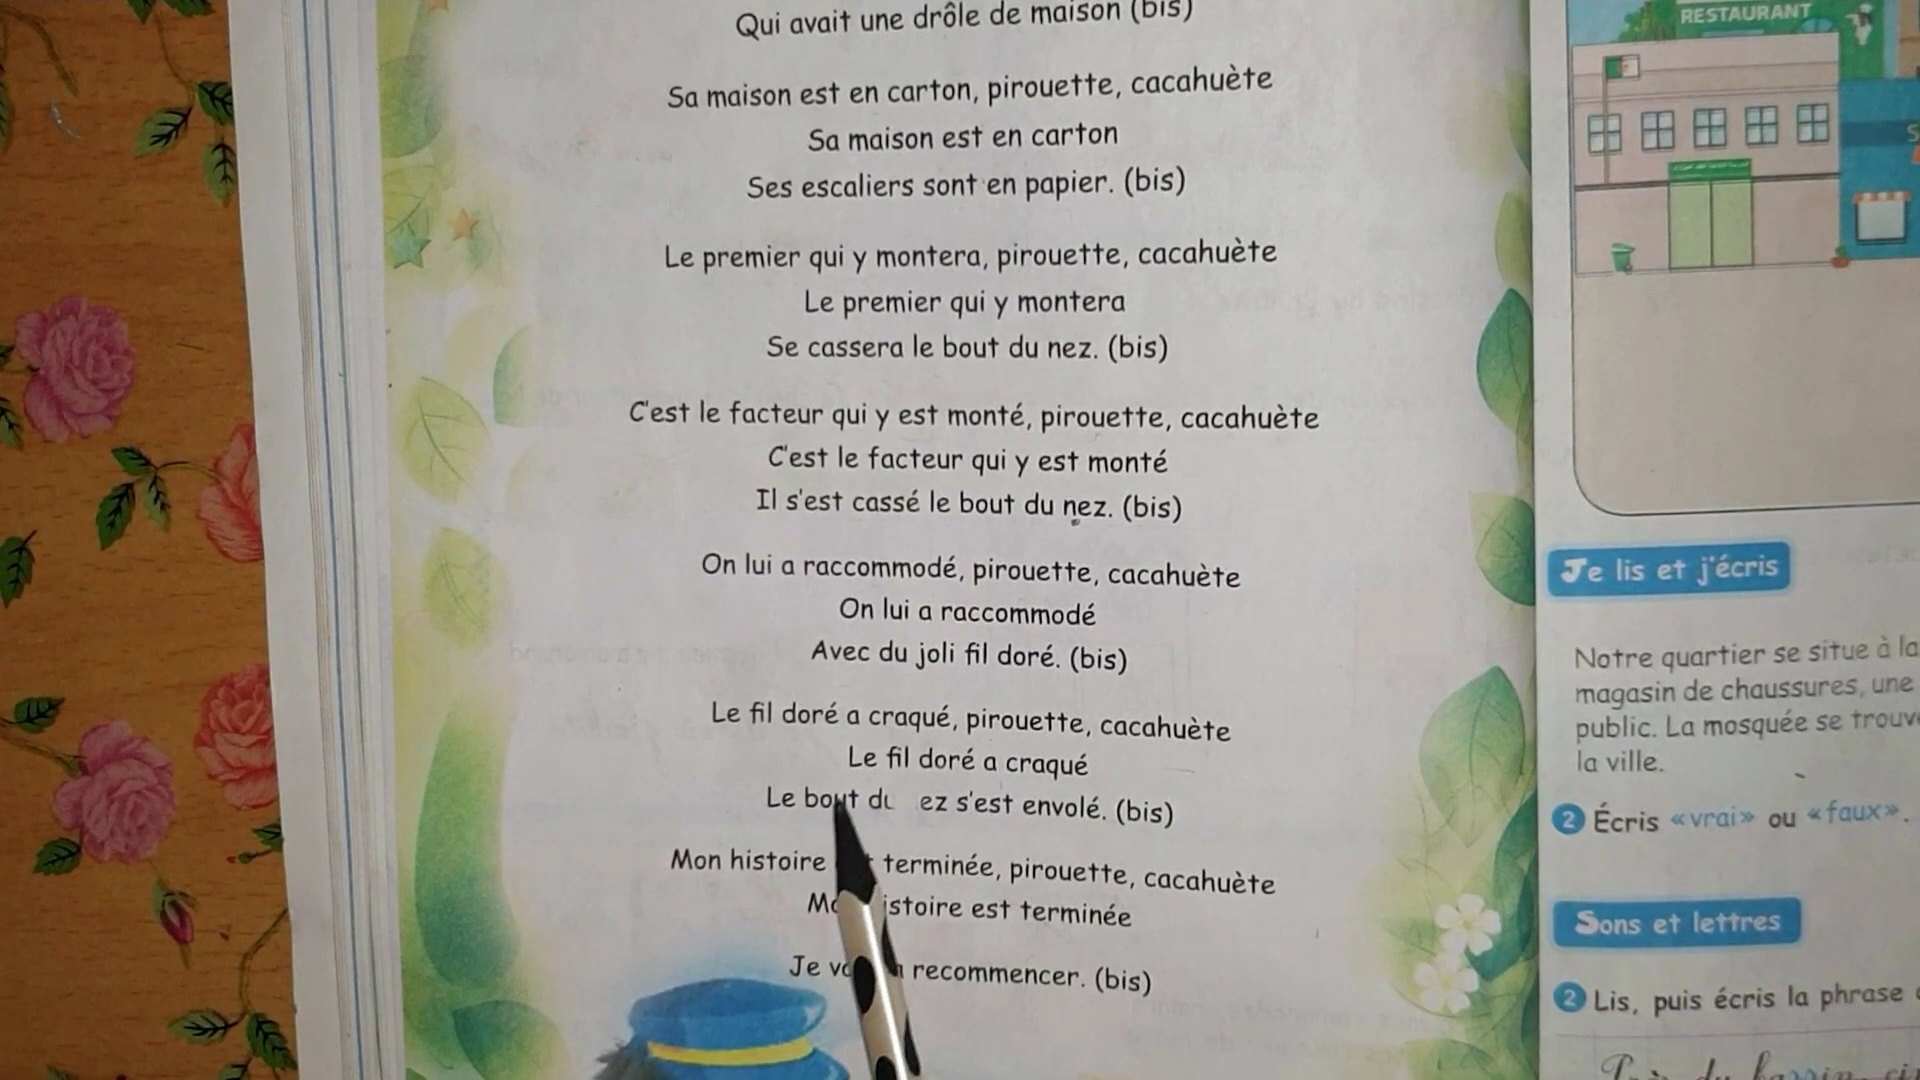 Qui avait une drôle de maison (bis)
Sa maison est en carton, pirouette, cacahuète
Sa maison est en carton
Ses escaliers sont en papier. (bis)
Le premier qui y montera, pirouette, cacahuète
Le premier qui y montera
Se cassera le bout du nez. (bis)
C'est le facteur qui y est monté, pirouette, cacahuète
C'est le facteur qui y est monté
Il s'est cassé le bout du nez. (bis)
On lui a raccommodé, pirouette, cacahuète
On lui a raccommodé
Avec du joli fil doré. (bis)
Le fil doré a craqué, pirouette, cacahuète
Le fil doré a craqué
Le bout ez s'est envolé. (bis)
Mon histoire terminée, pirouette, cacahuète
istoire est terminée
Je recommencer. (bis)
RESTAURANT
Je lis et j'écris
Notre quartier se situe à la
magasin de chaussures, une
public. La mosquée se trouv
la ville.
2 Écris «vrai» ou «faux».
Sons et lettres
2 Lis, puis écris la phrase